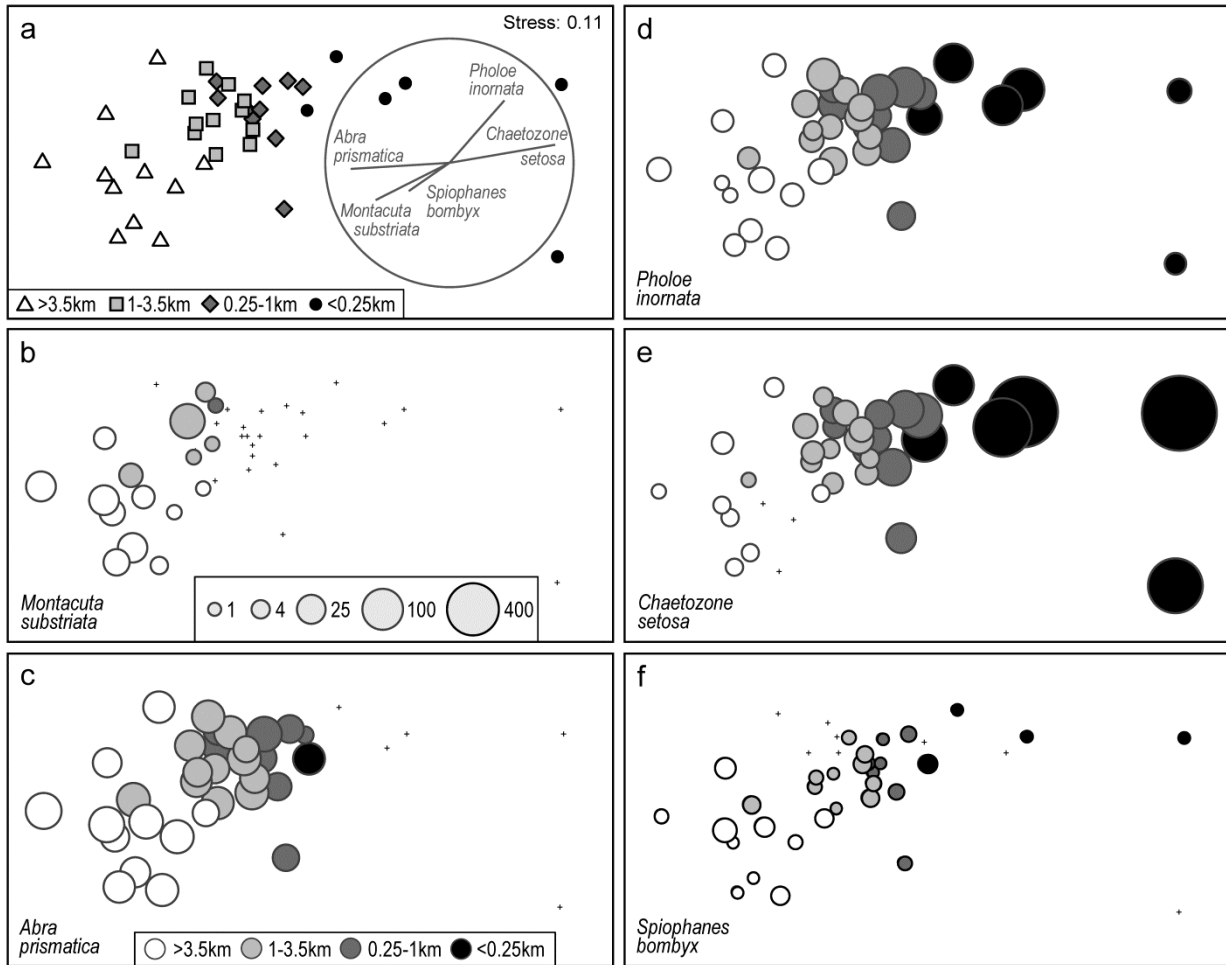 a
Stress: 0.11
Pholoe
inornata
Abra
prismatica
Chaetozone
setosa
Spiophanes
bombyx
Montacuta
substriata
>3.5km 1-3.5km 0.25-1km <0.25km
b
Montacuta
substriata
1 4 25 100 400
c
Abra
prismatica
>3.5km 1-3.5km 0.25-1km <0.25km
d
Pholoe
inornata
e
Chaetozone
setosa
f
Spiophanes
bombyx